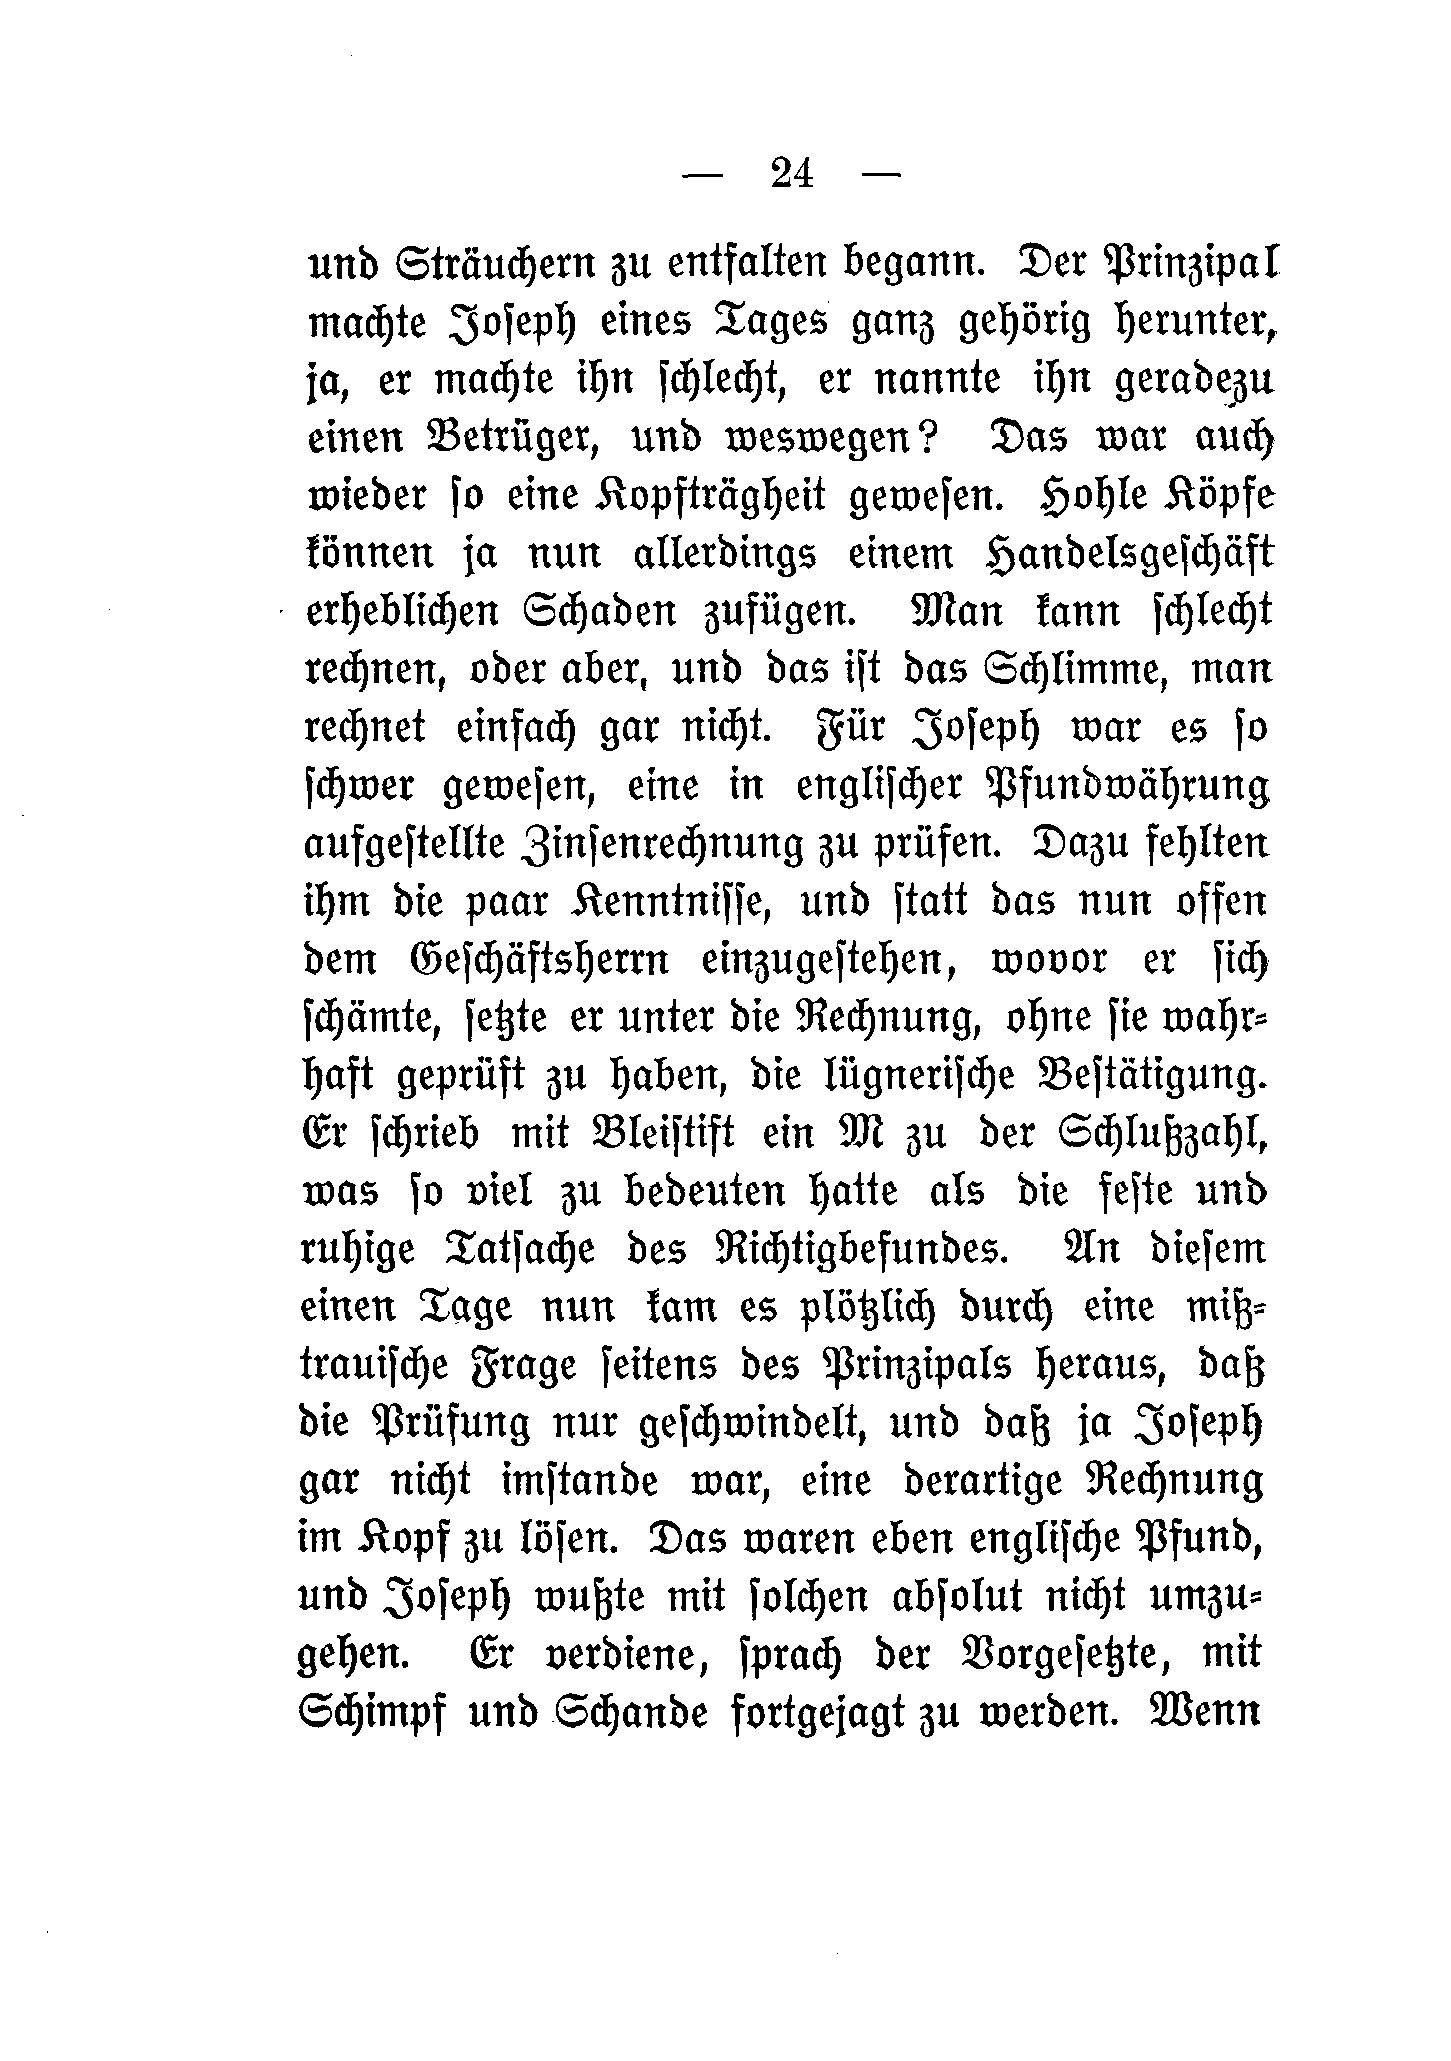 — 24 —
und Sträuchern zu entfalten begann. Der Prinzipal
machte Joseph eines Tages ganz gehörig herunter,
ja, er machte ihn ſchlecht, er nannte ihn geradezu
einen Betrüger, und weswegen? Das war auch
wieder ſo eine Kopfträgheit geweſen. Hohle Köpfe
können ja nun allerdings einem Handelsgeſchäft
erheblichen Schaden zufügen. Man kann ſchlecht
rechnen, oder aber, und das iſt das Schlimme, man
rechnet einfach gar nicht. Für Joſeph war es ſo
ſchwer geweſen, eine in engliſcher Pfundwährung
aufgeſtellte Zinſenrechnung zu prüfen. Dazu fehlten
ihm die paar Kenntniſſe, und ſtatt das nun offen
dem Geſchäftsherrn einzugeſtehen, wovor er ſich
ſchämte, ſetzte er unter die Rechnung, ohne ſie wahr=
haft geprüft zu haben, die lügneriſche Beſtätigung.
Er ſchrieb mit Bleiſtift ein M zu der Schlußzahl,
was ſo viel zu bedeuten hatte als die feſte und
ruhige Tatſache des Richtigbefundes. An dieſem
einen Tage nun kam es plötzlich durch eine miß=
trauiſche Frage ſeitens des Prinzipals heraus, daß
die Prüfung nur geſchwindelt, und daß ja Joſeph
gar nicht imſtande war, eine derartige Rechnung
im Kopf zu löſen. Das waren eben engliſche Pfund,
und Joſeph wußte mit ſolchen abſolut nicht umzu=
gehen. Er verdiene, ſprach der Vorgeſetzte, mit
Schimpf und Schande fortgejagt zu werden. Wenn